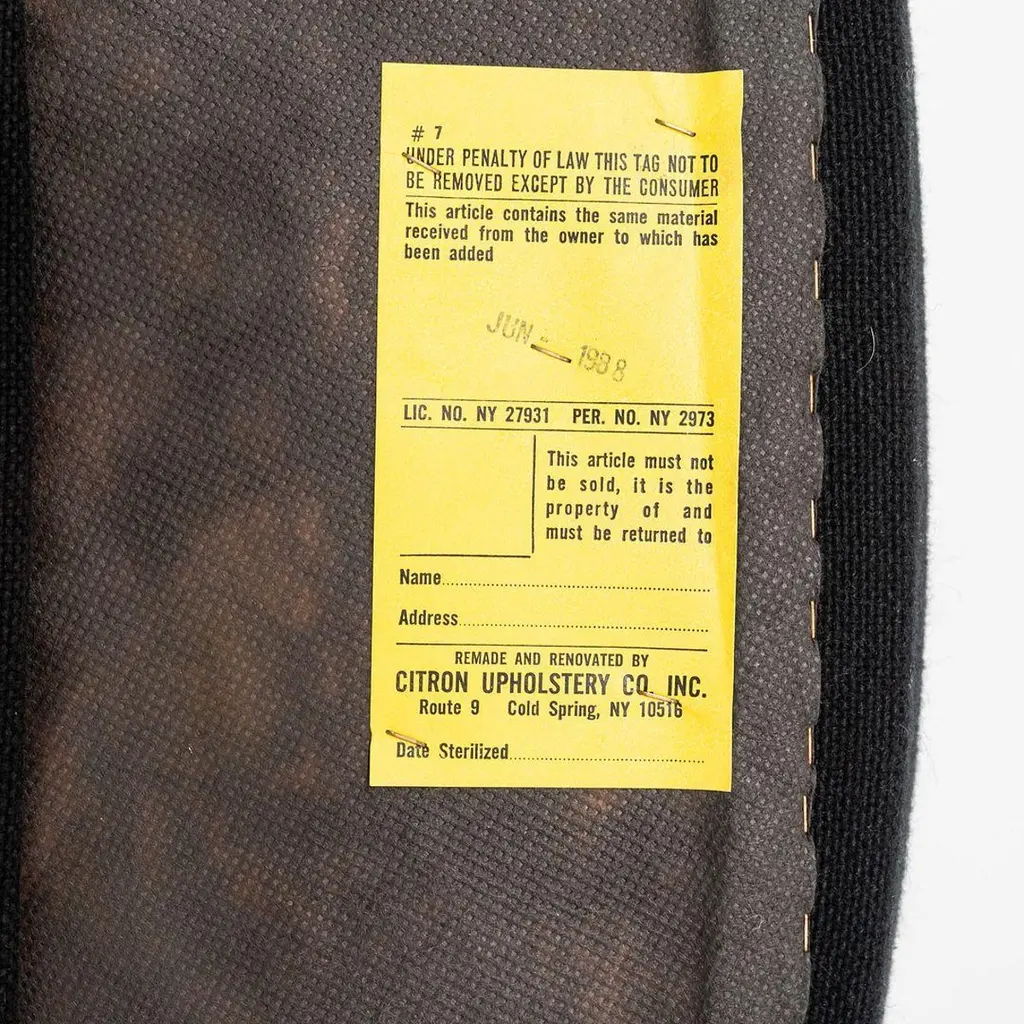 # 7
UNDER PENALTY OF LAW THIS TAG NOT TO
BE REMOVED EXCEPT BY THE CONSUMER
This article contains the same material
received from the owner to which has
been added
JUN - 1988
LIC. NO. NY 27931 PER. NO. NY 2973
This article must not
be sold, it is the
property of and
must be returned to
Name
Address
REMADE AND RENOVATED BY
CITRON UPHOLSTERY CO. INC.
Route 9 Cold Spring, NY 10516
Date Sterilized